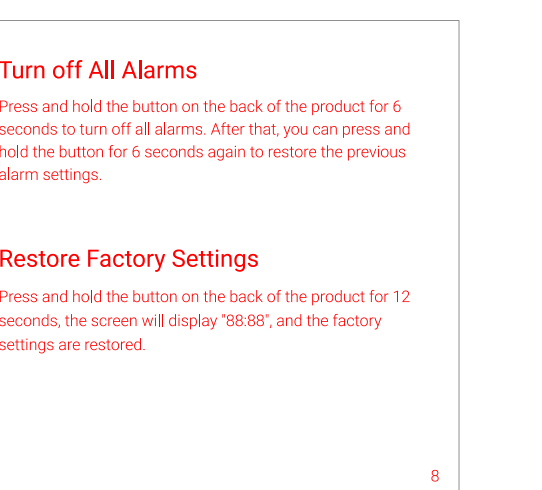 Turn off All Alarms
Press and hold the button on the back of the product for 6
seconds to turn off all alarms. After that, you can press and
hold the button for 6 seconds again to restore the previous
alarm settings.
Restore Factory Settings
Press and hold the button on the back of the product for 12
seconds, the screen will display "88:88", and the factory
settings are restored.
8